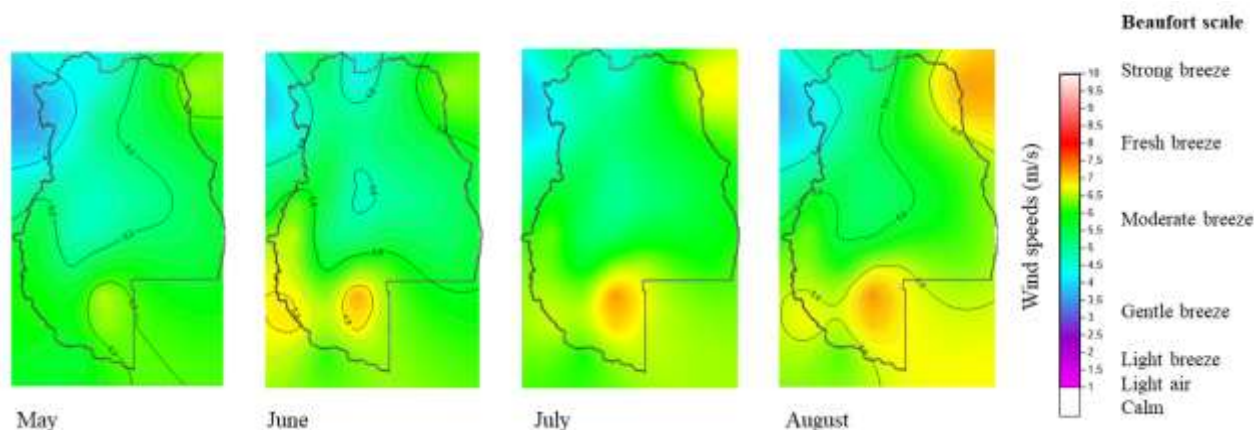 Beaufort scale
Strong breeze
Fresh breeze
Moderate breeze
Gentle breeze
Light breeze
Light air
Calm
Wind speeds (m/s)
10
9.5
9
8.5
8
7.5
7
6.5
6
5.5
5
4.5
4
3.5
3
2.5
2
1.5
1
May
June
July
August